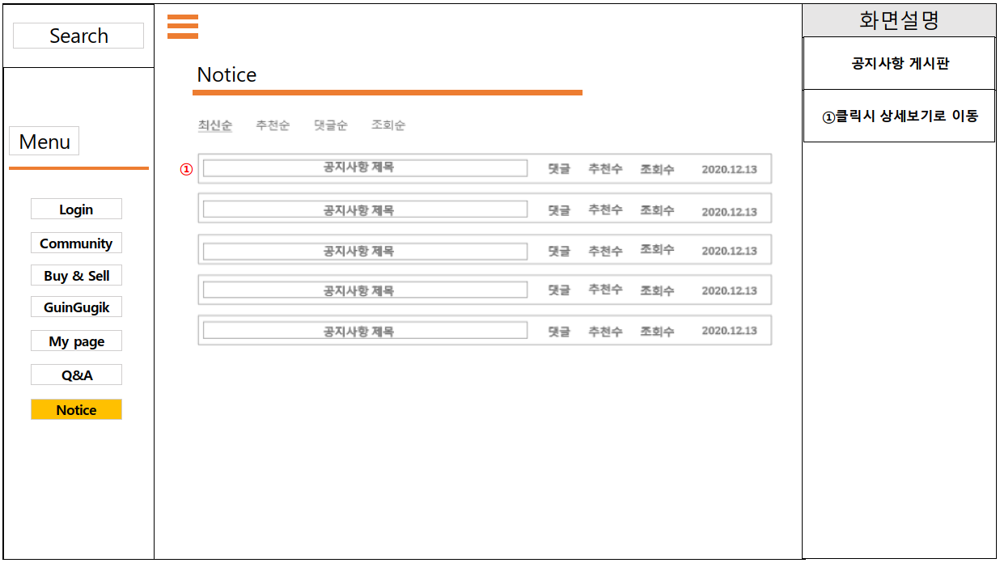 Search
Menu
Login
Community
Buy & Sell
GuinGugik
My page
Q&A
Notice
Notice
최신순 추천순 댓글순 조회순
① 공지사항 제목 댓글 추천수 조회수 2020.12.13
공지사항 제목 댓글 추천수 조회수 2020.12.13
공지사항 제목 댓글 추천수 조회수 2020.12.13
공지사항 제목 댓글 추천수 조회수 2020.12.13
공지사항 제목 댓글 추천수 조회수 2020.12.13
화면설명
공지사항 게시판
①클릭시 상세보기로 이동